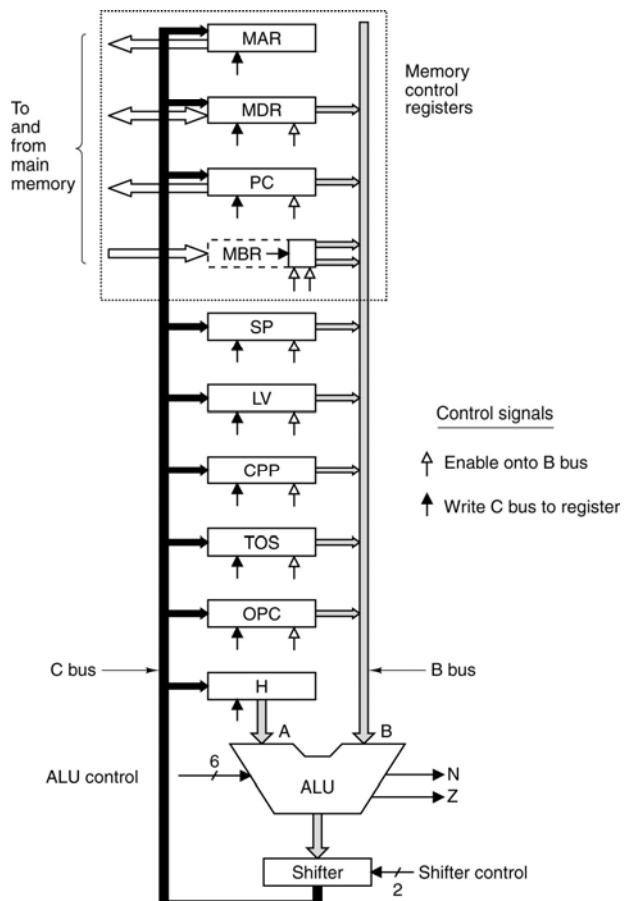 MAR
Memory
control
registers
To
and
from
main
memory
MDR
PC
MBR
SP
LV
Control signals
Enable onto B bus
CPP
Write C bus to register
TOS
OPC
C bus
B bus
H
A
B
6
ALU control
ALU
N
Z
Shifter
Shifter control
2